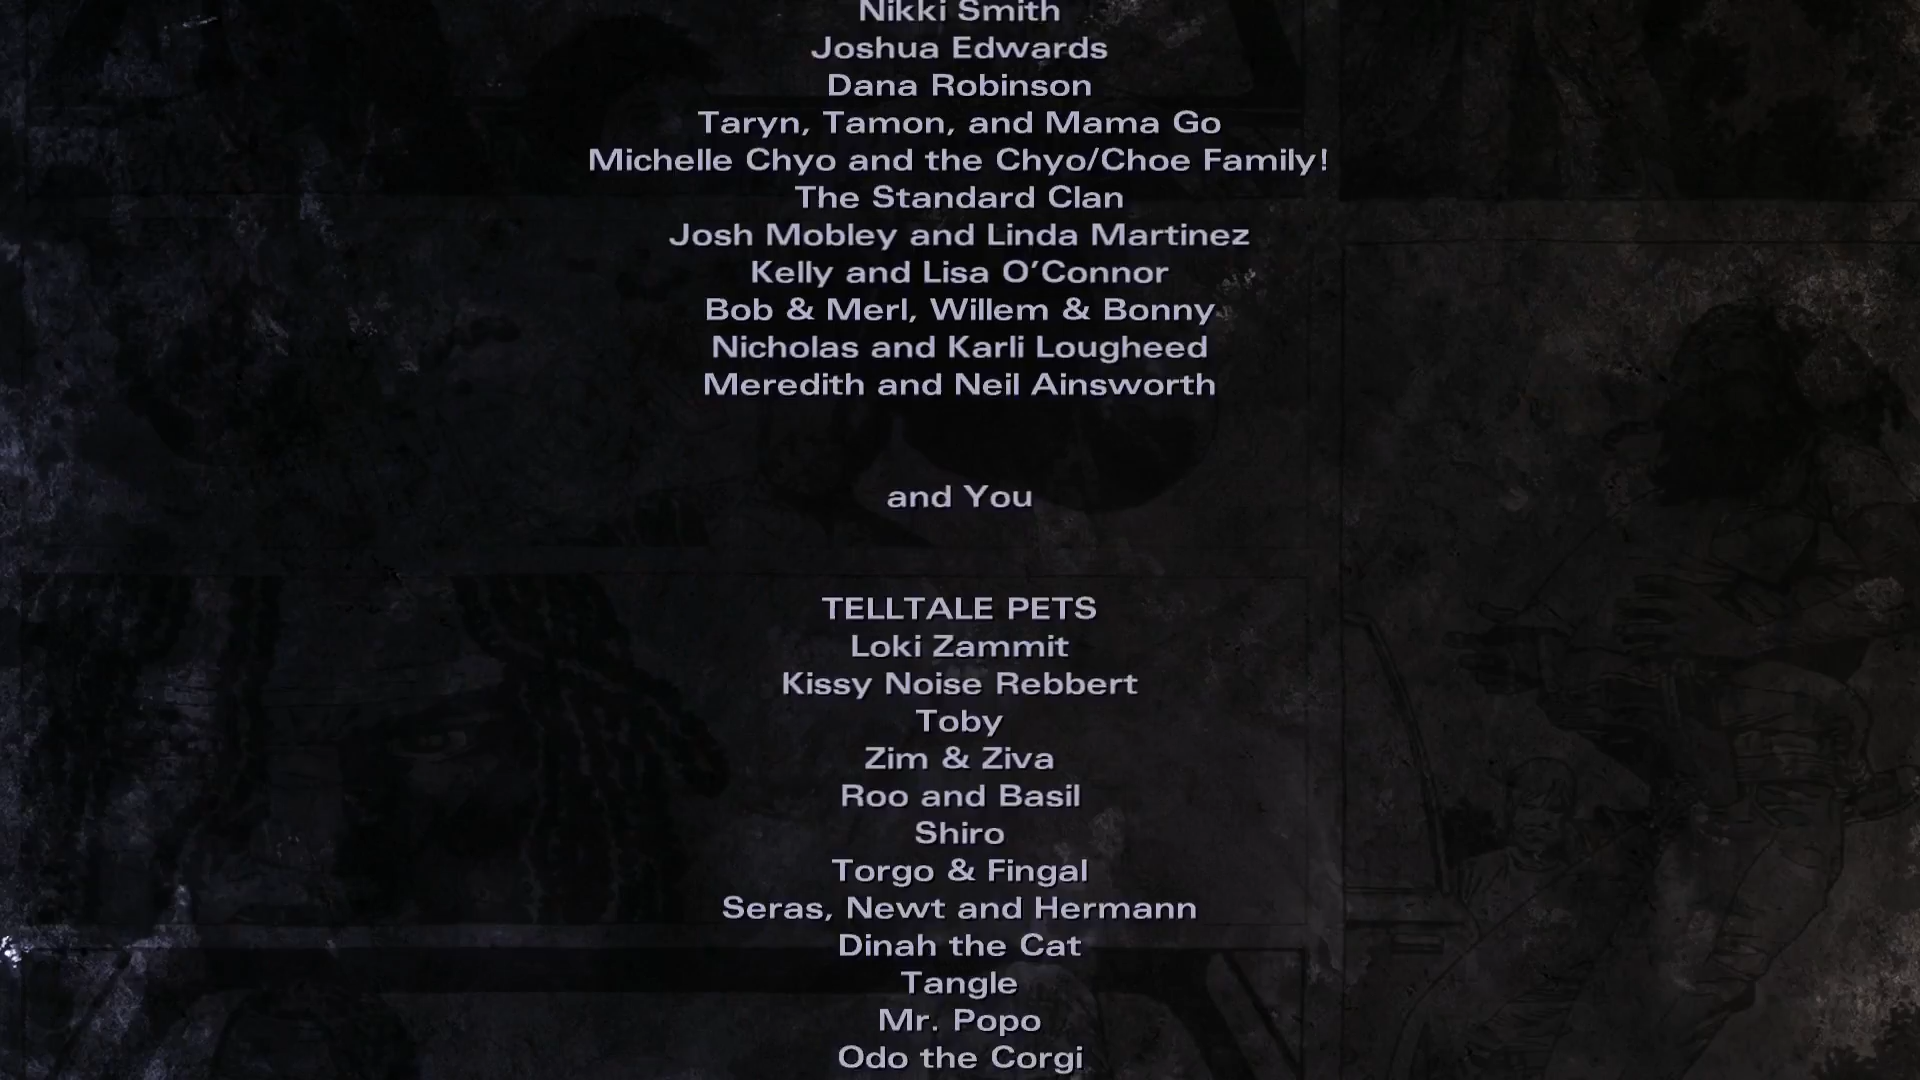 Nikki Smith
Joshua Edwards
Dana Robinson
Taryn, Tamon, and Mama Go
Michelle Chyo and the Chyo/Choe Family!
The Standard Clan
Josh Mobley and Linda Martinez
Kelly and Lisa O’Connor
Bob & Merl, Willem & Bonny
Nicholas and Karli Lougheed
Meredith and Neil Ainsworth
and You
TELLTALE PETS
Loki Zammit
Kissy Noise Rebbert
Toby
Zim & Ziva
Roo and Basil
Shiro
Torgo & Fingal
Seras, Newt and Hermann
Dinah the Cat
Tangle
Mr. Popo
Odo the Corgi